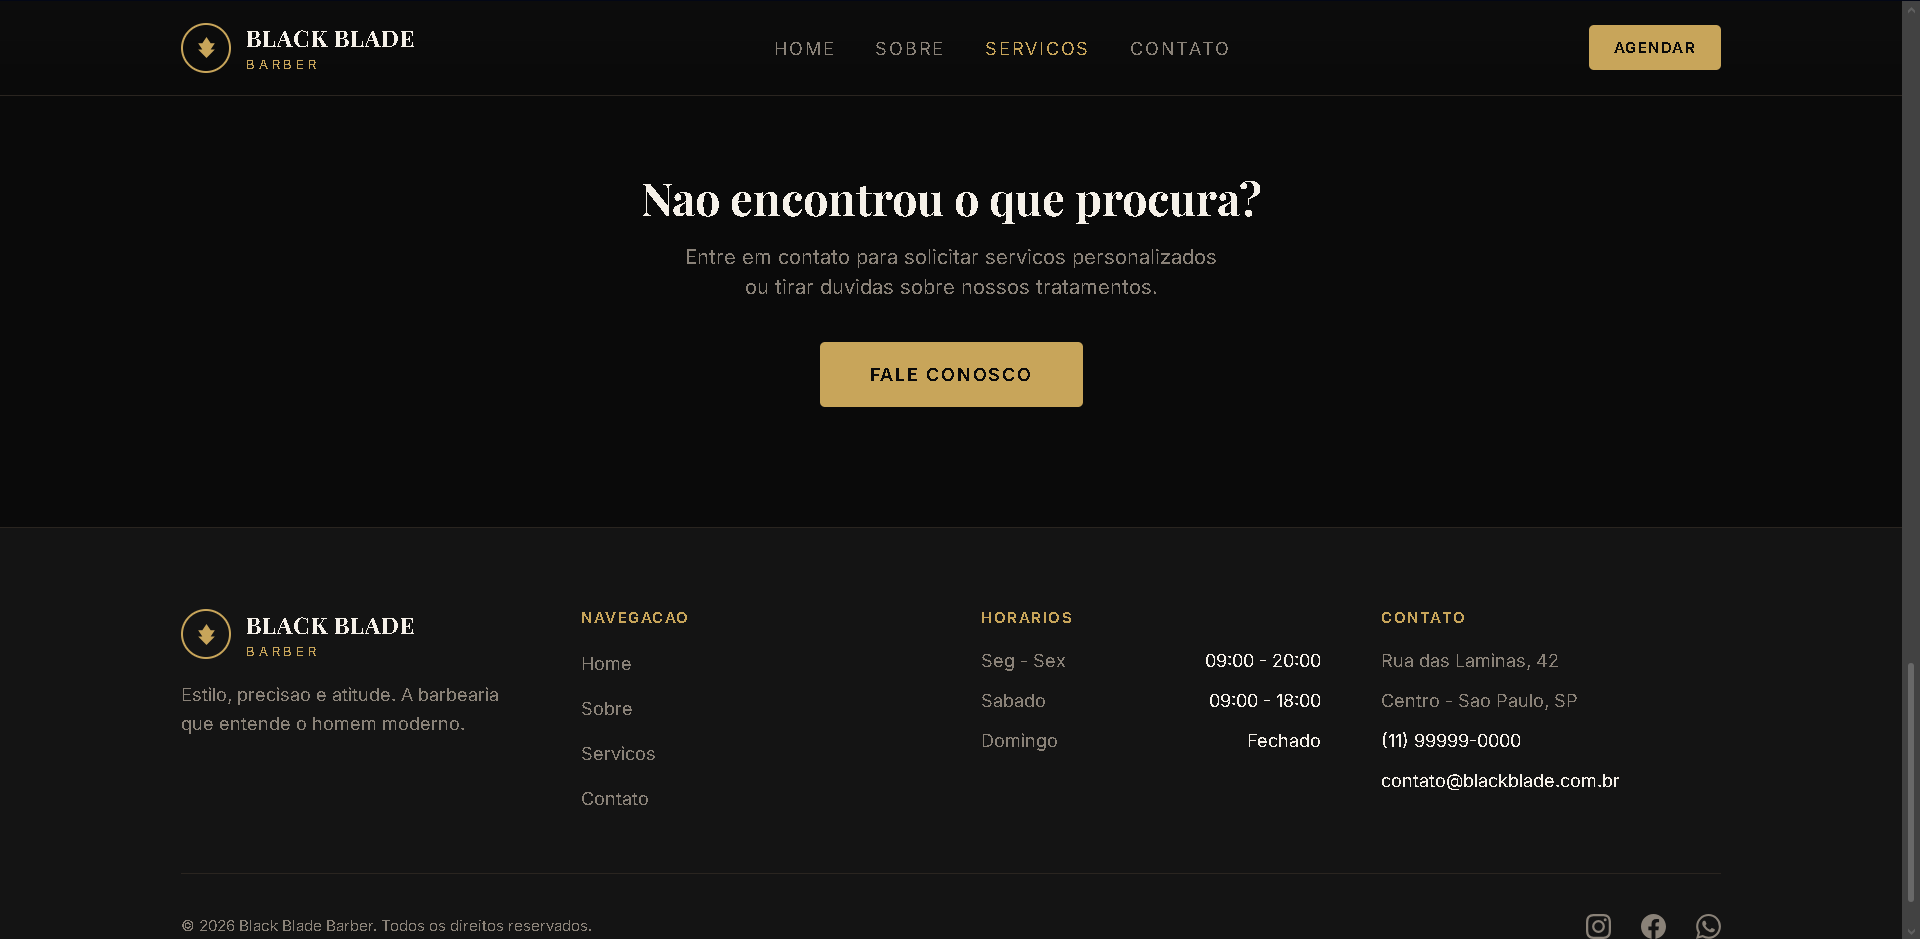 BLACK BLADE
BARBER
HOME
SOBRE
SERVICOS
CONTATO
AGENDAR
Nao encontrou o que procura?
Entre em contato para solicitar servicos personalizados
ou tirar duvidas sobre nossos tratamentos.
FALE CONOSCO
BLACK BLADE
BARBER
Estilo, precisao e atitude. A barbearia
que entende o homem moderno.
NAVEGACAO
Home
Sobre
Servicos
Contato
HORARIOS
Seg - Sex 09:00 - 20:00
Sabado 09:00 - 18:00
Domingo Fechado
CONTATO
Rua das Laminas, 42
Centro - Sao Paulo, SP
(11) 99999-0000
contato@blackblade.com.br
© 2026 Black Blade Barber. Todos os direitos reservados.